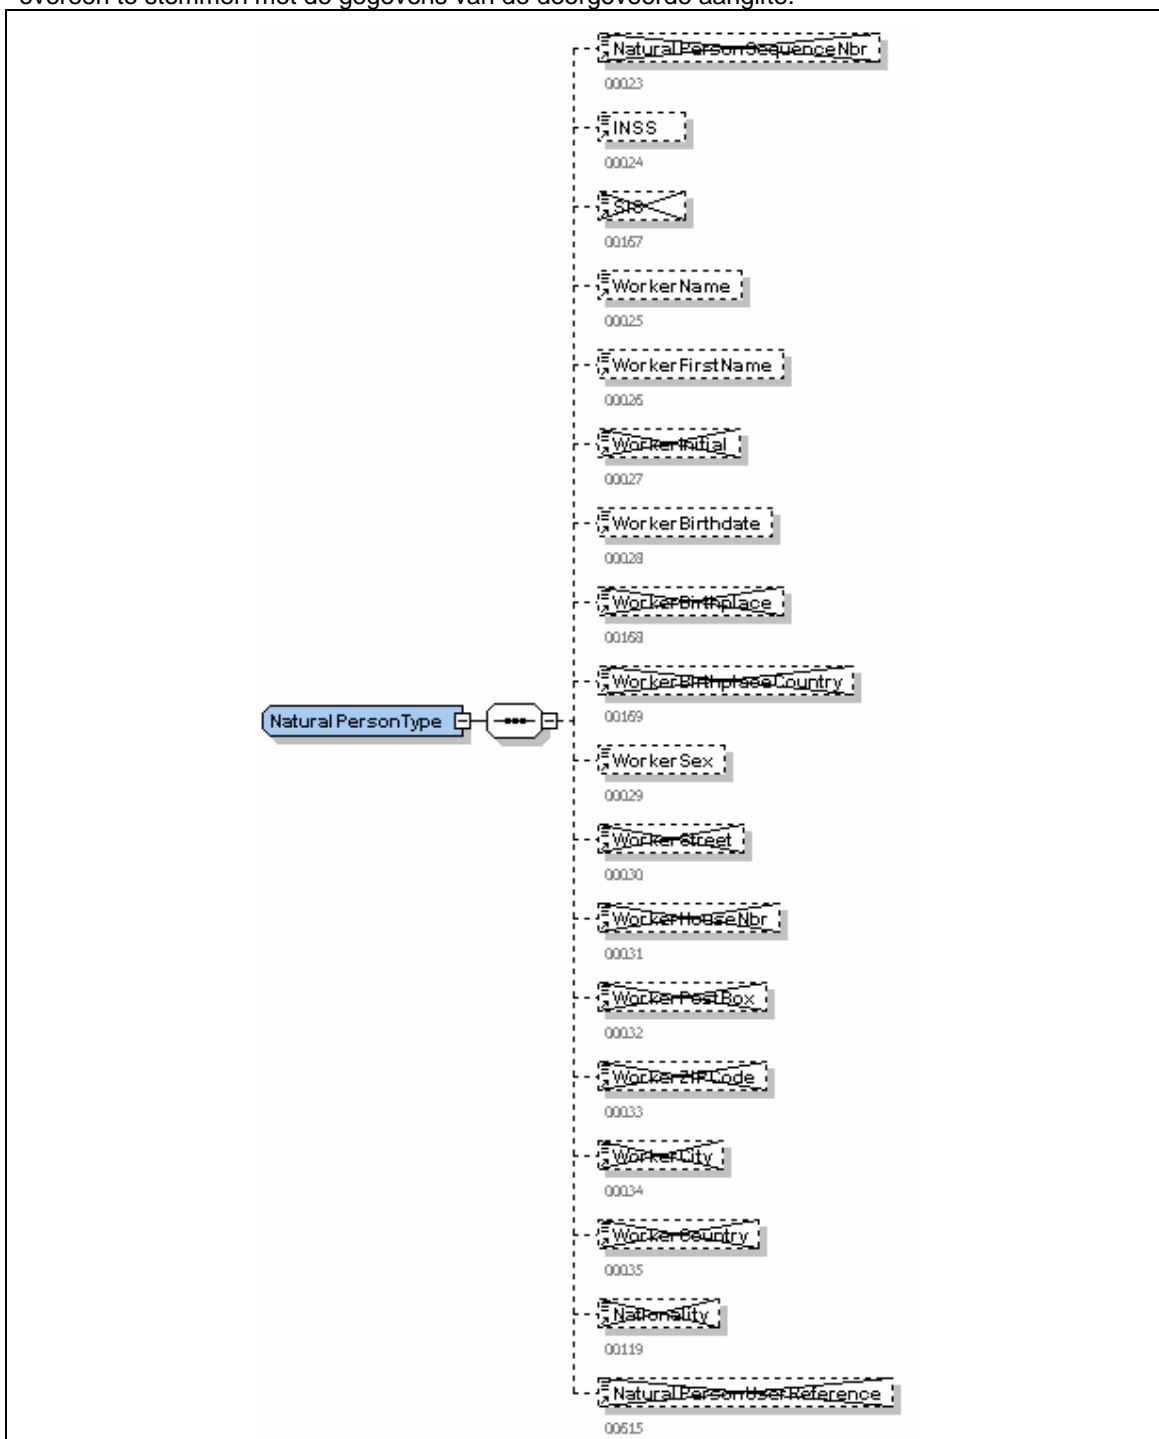 overeen te stemmen met de gegevens van de doorgevoerde aangifte.
NaturalPersonSequenceNbr
00023
INSS
00024
SIS
00167
WorkerName
00025
WorkerFirstName
00026
WorkerInitial
00027
WorkerBirthdate
00028
WorkerBirthplace
00168
WorkerBirthplaceCountry
00169
NaturalPersonType
WorkerSex
00029
WorkerStreet
00030
WorkerHouseNbr
00031
WorkerPostBox
00032
WorkerZIPCode
00033
WorkerCity
00034
WorkerCountry
00035
Nationality
00119
NaturalPersonUserReference
00615